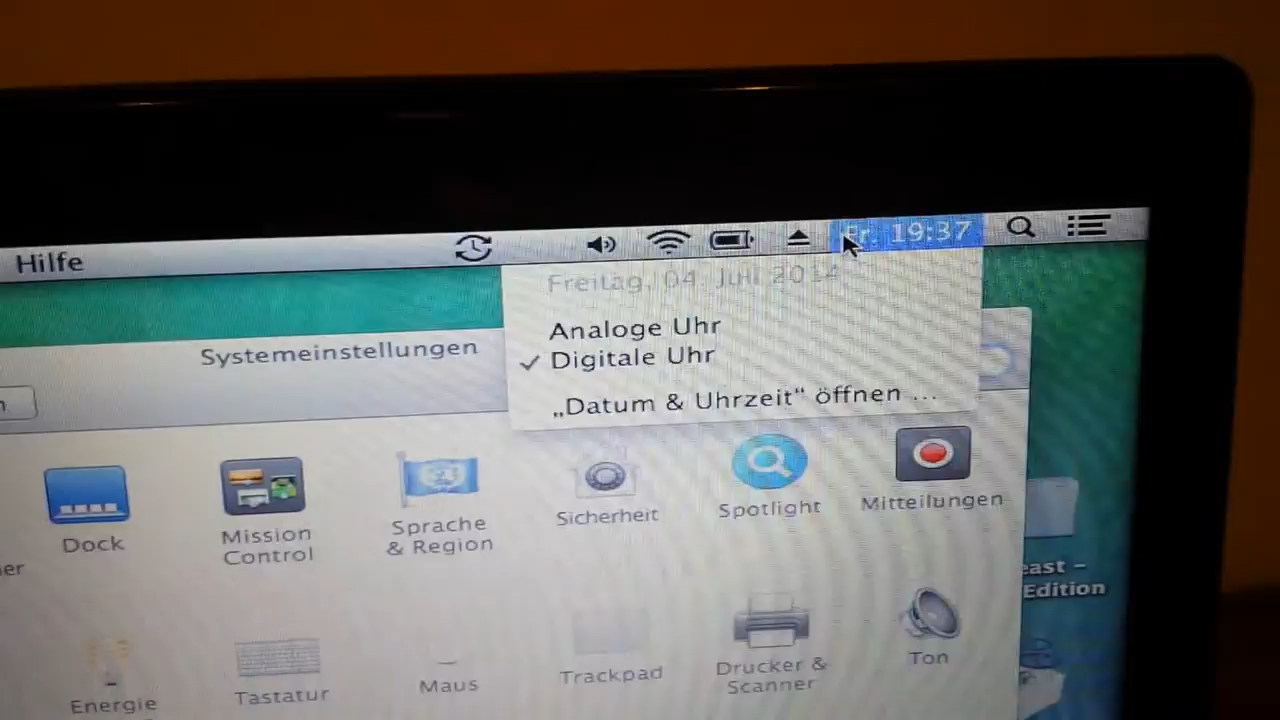 Hilfe
Fr. 19:37
Freitag, 04. Juli 2014
Analoge Uhr
✓ Digitale Uhr
„Datum & Uhrzeit“ öffnen ...
Systemeinstellungen
n
Dock
Mission
Control
Sprache
& Region
Sicherheit
Spotlight
Mitteilungen
er
east –
Edition
Energie
Tastatur
Maus
Trackpad
Drucker &
Scanner
Ton